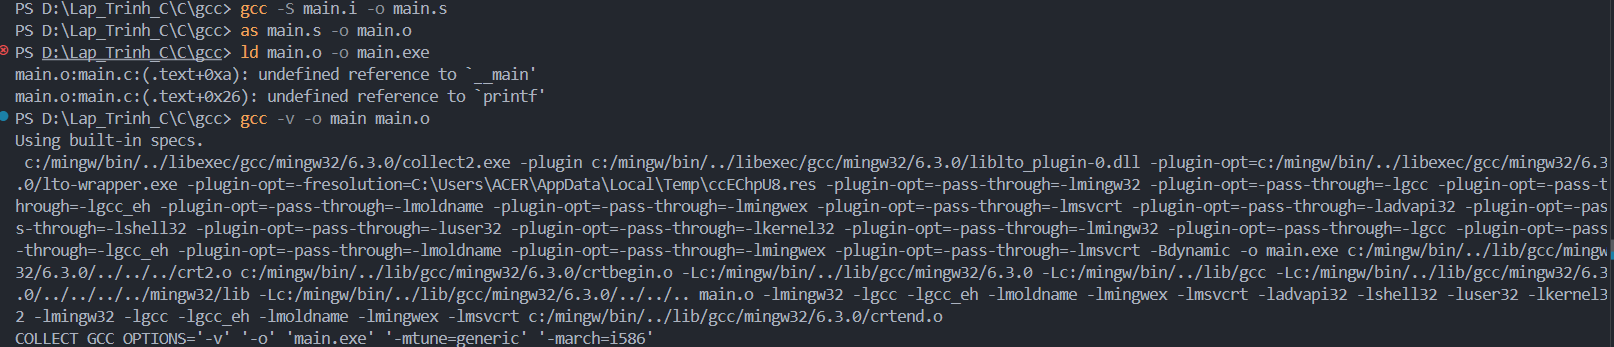 PS D:\Lap_Trinh_C\C\gcc> gcc -S main.i -o main.s
PS D:\Lap_Trinh_C\C\gcc> as main.s -o main.o
PS D:\Lap_Trinh_C\C\gcc> ld main.o -o main.exe
main.o:main.c:(.text+0xa): undefined reference to `__main'
main.o:main.c:(.text+0x26): undefined reference to `printf'
PS D:\Lap_Trinh_C\C\gcc> gcc -v -o main main.o
Using built-in specs.
 c:/mingw/bin/../libexec/gcc/mingw32/6.3.0/collect2.exe -plugin c:/mingw/bin/../libexec/gcc/mingw32/6.3.0/liblto_plugin-0.dll -plugin-opt=c:/mingw/bin/../libexec/gcc/mingw32/6.3
.0/lto-wrapper.exe -plugin-opt=-fresolution=C:\Users\ACER\AppData\Local\Temp\ccEChpU8.res -plugin-opt=-pass-through=-lmingw32 -plugin-opt=-pass-through=-lgcc -plugin-opt=-pass-t
hrough=-lgcc_eh -plugin-opt=-pass-through=-lmoldname -plugin-opt=-pass-through=-lmingwex -plugin-opt=-pass-through=-lmsvcrt -plugin-opt=-pass-through=-ladvapi32 -plugin-opt=-pas
s-through=-lshell32 -plugin-opt=-pass-through=-luser32 -plugin-opt=-pass-through=-lkernel32 -plugin-opt=-pass-through=-lmingw32 -plugin-opt=-pass-through=-lgcc -plugin-opt=-pass
-through=-lgcc_eh -plugin-opt=-pass-through=-lmoldname -plugin-opt=-pass-through=-lmingwex -plugin-opt=-pass-through=-lmsvcrt -Bdynamic -o main.exe c:/mingw/bin/../lib/gcc/mingw
32/6.3.0/../../../crt2.o c:/mingw/bin/../lib/gcc/mingw32/6.3.0/crtbegin.o -Lc:/mingw/bin/../lib/gcc/mingw32/6.3.0 -Lc:/mingw/bin/../lib/gcc -Lc:/mingw/bin/../lib/gcc/mingw32/6.3
.0/../../../../mingw32/lib -Lc:/mingw/bin/../lib/gcc/mingw32/6.3.0/../../.. main.o -lmingw32 -lgcc -lgcc_eh -lmoldname -lmingwex -lmsvcrt -ladvapi32 -lshell32 -luser32 -lkernel3
2 -lmingw32 -lgcc -lgcc_eh -lmoldname -lmingwex -lmsvcrt c:/mingw/bin/../lib/gcc/mingw32/6.3.0/crtend.o
COLLECT_GCC_OPTIONS='-v' '-o' 'main.exe' '-mtune=generic' '-march=i586'